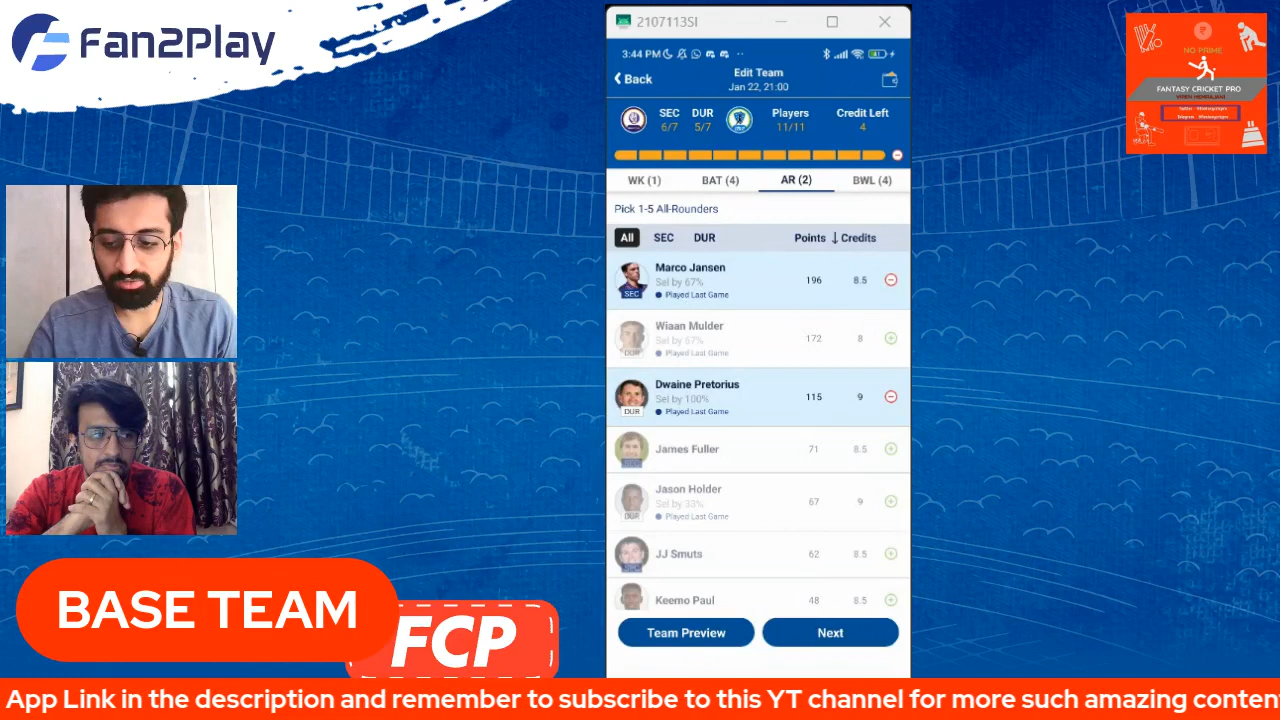 Fan2Play
2107113SI
3:44 PM
Back
Edit Team
Jan 22, 21:00
SEC
6/7
DUR
5/7
Players
11/11
Credit Left
4
WK (1)
BAT (4)
AR (2)
BWL (4)
Pick 1-5 All-Rounders
All
SEC
DUR
Points
Credits
Marco Jansen
Sel by 67%
Played Last Game
SEC
196
8.5
Wiaan Mulder
Sel by 67%
Played Last Game
DUR
172
8
Dwaine Pretorius
Sel by 100%
Played Last Game
DUR
115
9
James Fuller
71
8.5
Jason Holder
Sel by 33%
Played Last Game
DUR
67
9
JJ Smuts
62
8.5
Keemo Paul
48
8.5
Team Preview
Next
NO PRIME
FANTASY CRICKET PRO
BASE TEAM
FCP
App Link in the description and remember to subscribe to this YT channel for more such amazing conten